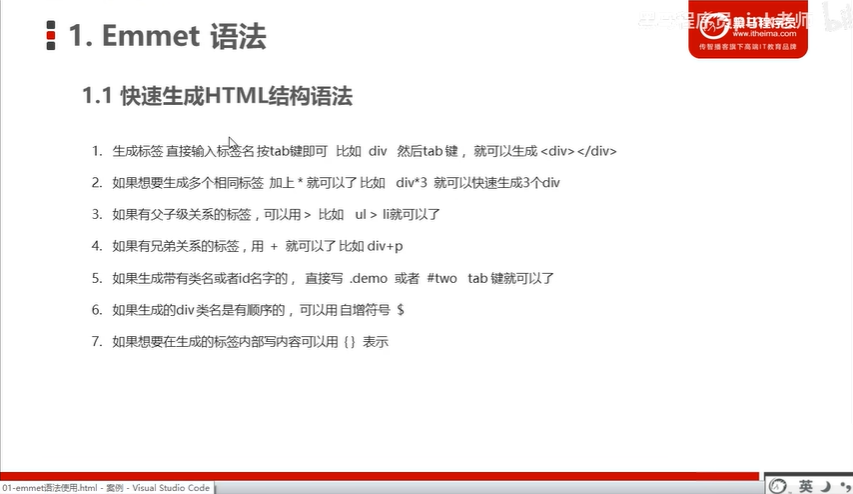 1. Emmet 语法
黑马程序员pink老师
黑马程序员
www.itheima.com
传智播客旗下高端IT教育品牌
1.1 快速生成HTML结构语法
1. 生成标签 直接输入标签名 按tab键即可 比如 div 然后tab 键， 就可以生成 <div></div>
2. 如果想要生成多个相同标签 加上 * 就可以了 比如 div*3 就可以快速生成3个div
3. 如果有父子级关系的标签，可以用 > 比如 ul > li就可以了
4. 如果有兄弟关系的标签，用 + 就可以了 比如 div+p
5. 如果生成带有类名或者id名字的， 直接写 .demo 或者 #two tab 键就可以了
6. 如果生成的div 类名是有顺序的， 可以用 自增符号 $
7. 如果想要在生成的标签内部写内容可以用 { } 表示
01-emmet语法使用.html - 案例 - Visual Studio Code
英